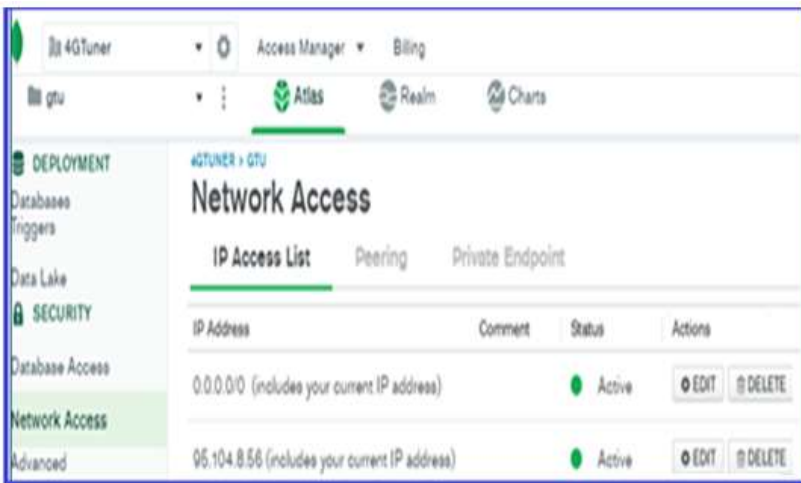 4GTuner Access Manager Billing
gtu Atlas Realm Charts
DEPLOYMENT
Databases
Triggers
Data Lake
SECURITY
Database Access
Network Access
Advanced
4GTUNER > GTU
Network Access
IP Access List Peering Private Endpoint
IP Address Comment Status Actions
0.0.0.0/0 (includes your current IP address) Active EDIT DELETE
95.104.8.56 (includes your current IP address) Active EDIT DELETE